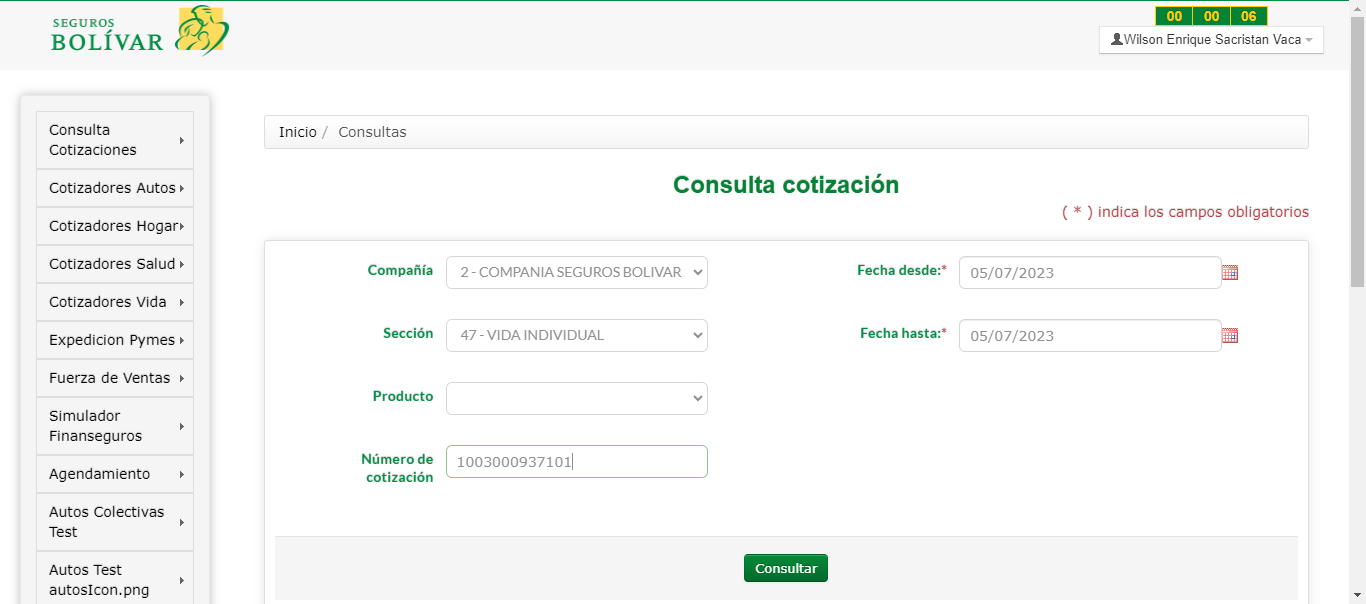 SEGUROS
BOLÍVAR
00 00 06
Wilson Enrique Sacristan Vaca
Consulta
Cotizaciones
Cotizadores Autos
Cotizadores Hogar
Cotizadores Salud
Cotizadores Vida
Expedicion Pymes
Fuerza de Ventas
Simulador
Finanseguros
Agendamiento
Autos Colectivas
Test
Autos Test
autosIcon.png
Inicio / Consultas
Consulta cotización
( * ) indica los campos obligatorios
Compañía 2 - COMPANIA SEGUROS BOLIVAR
Fecha desde:* 05/07/2023
Sección 47 - VIDA INDIVIDUAL
Fecha hasta:* 05/07/2023
Producto
Número de
cotización
1003000937101
Consultar